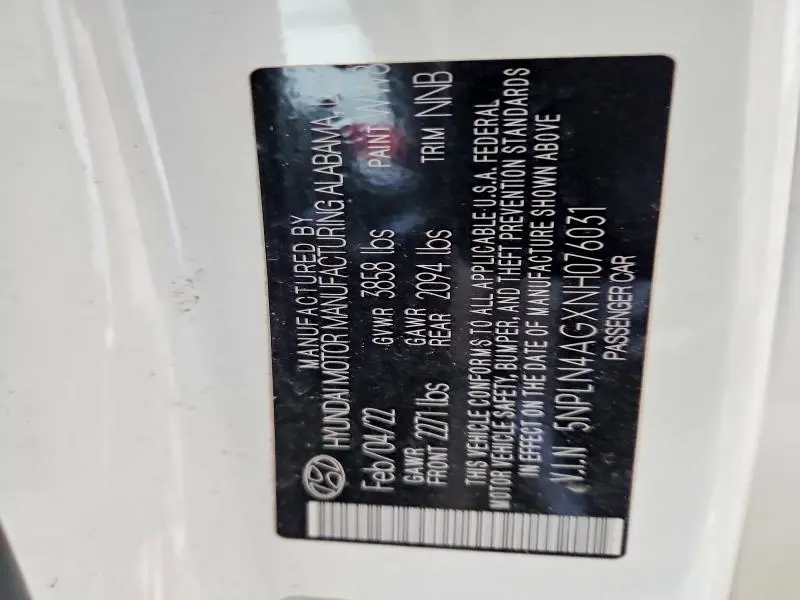 MANUFACTURED BY
HYUNDAI MOTOR MANUFACTURING ALABAMA,
Feb/04/22 GVWR 3858 lbs PAINT
GAWR FRONT 2271 lbs GAWR REAR 2094 lbs TRIM NNB
THIS VEHICLE CONFORMS TO ALL APPLICABLE U.S.A. FEDERAL
MOTOR VEHICLE SAFETY, BUMPER, AND THEFT PREVENTION STANDARDS
IN EFFECT ON THE DATE OF MANUFACTURE SHOWN ABOVE
V.I.N 5NPLN4AGXNH076031
PASSENGER CAR